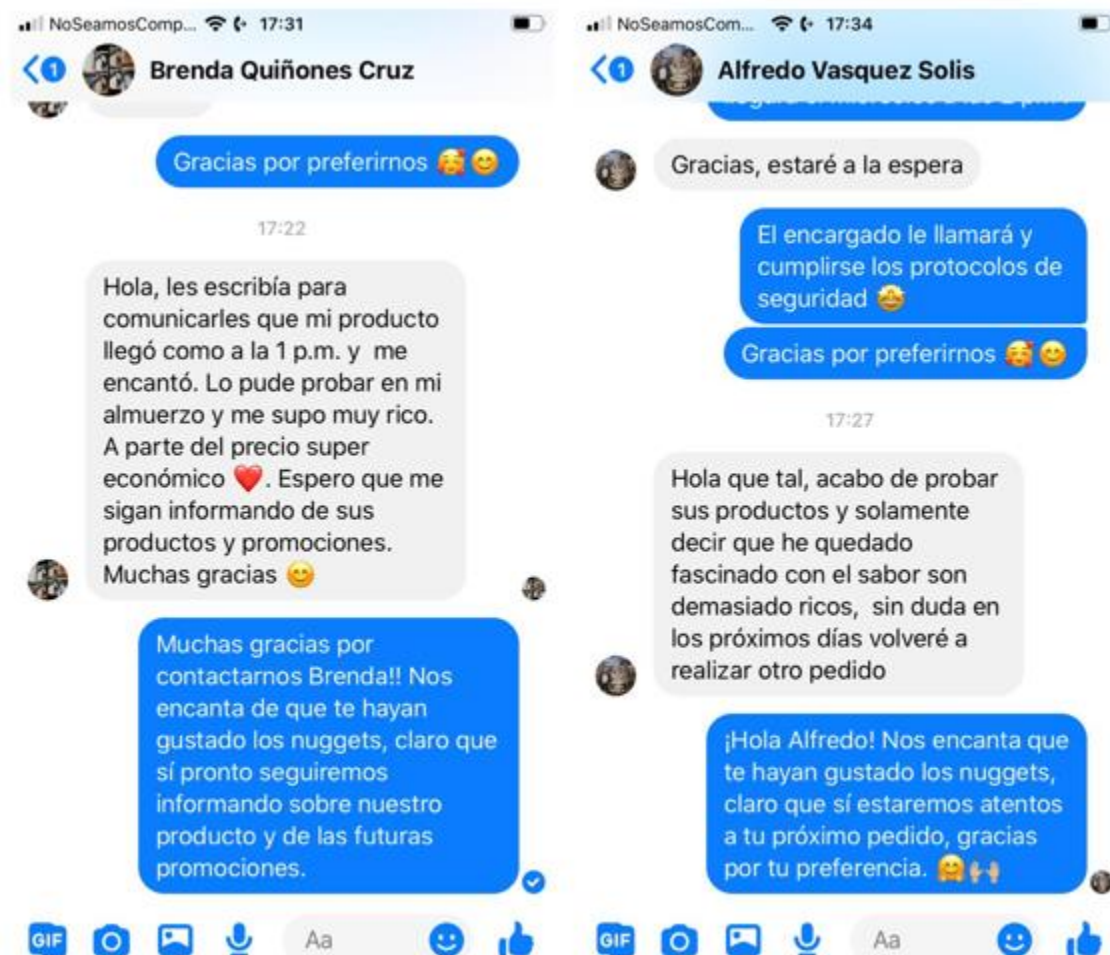 NoSeamosComp... 17:31
Brenda Quiñones Cruz
Gracias por preferirnos 🥰😊
17:22
Hola, les escribía para
comunicarles que mi producto
llegó como a la 1 p.m. y  me
encantó. Lo pude probar en mi
almuerzo y me supo muy rico.
A parte del precio super
económico ❤️. Espero que me
sigan informando de sus
productos y promociones.
Muchas gracias 😊
Muchas gracias por
contactarnos Brenda!! Nos
encanta de que te hayan
gustado los nuggets, claro que
sí pronto seguiremos
informando sobre nuestro
producto y de las futuras
promociones.
GIF
Aa
NoSeamosCom... 17:34
Alfredo Vasquez Solis
Gracias, estaré a la espera
El encargado le llamará y
cumplirse los protocolos de
seguridad 🤩
Gracias por preferirnos 🥰😊
17:27
Hola que tal, acabo de probar
sus productos y solamente
decir que he quedado
fascinado con el sabor son
demasiado ricos,  sin duda en
los próximos días volveré a
realizar otro pedido
¡Hola Alfredo! Nos encanta que
te hayan gustado los nuggets,
claro que sí estaremos atentos
a tu próximo pedido, gracias
por tu preferencia. 🤗🙌🏼
GIF
Aa